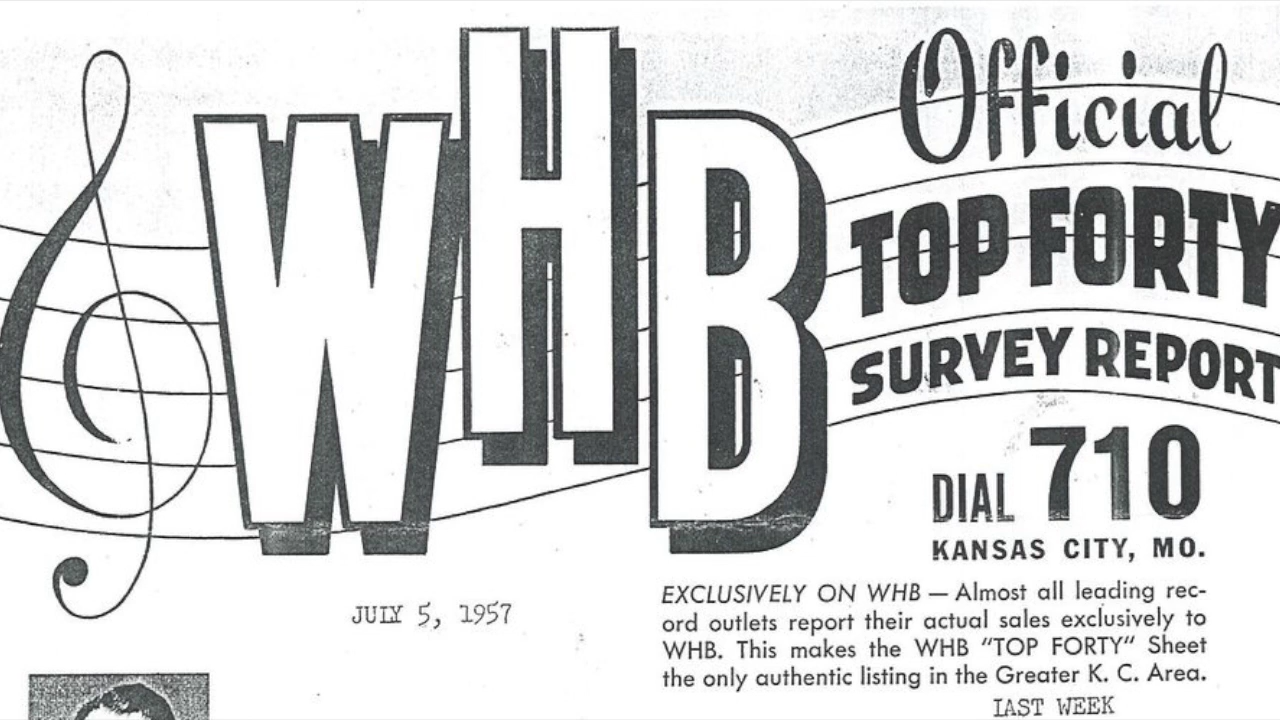 WHB
Official
TOP FORTY
SURVEY REPORT
DIAL 710
KANSAS CITY, MO.
JULY 5, 1957
EXCLUSIVELY ON WHB — Almost all leading rec-
ord outlets report their actual sales exclusively to
WHB. This makes the WHB “TOP FORTY” Sheet
the only authentic listing in the Greater K. C. Area.
LAST WEEK